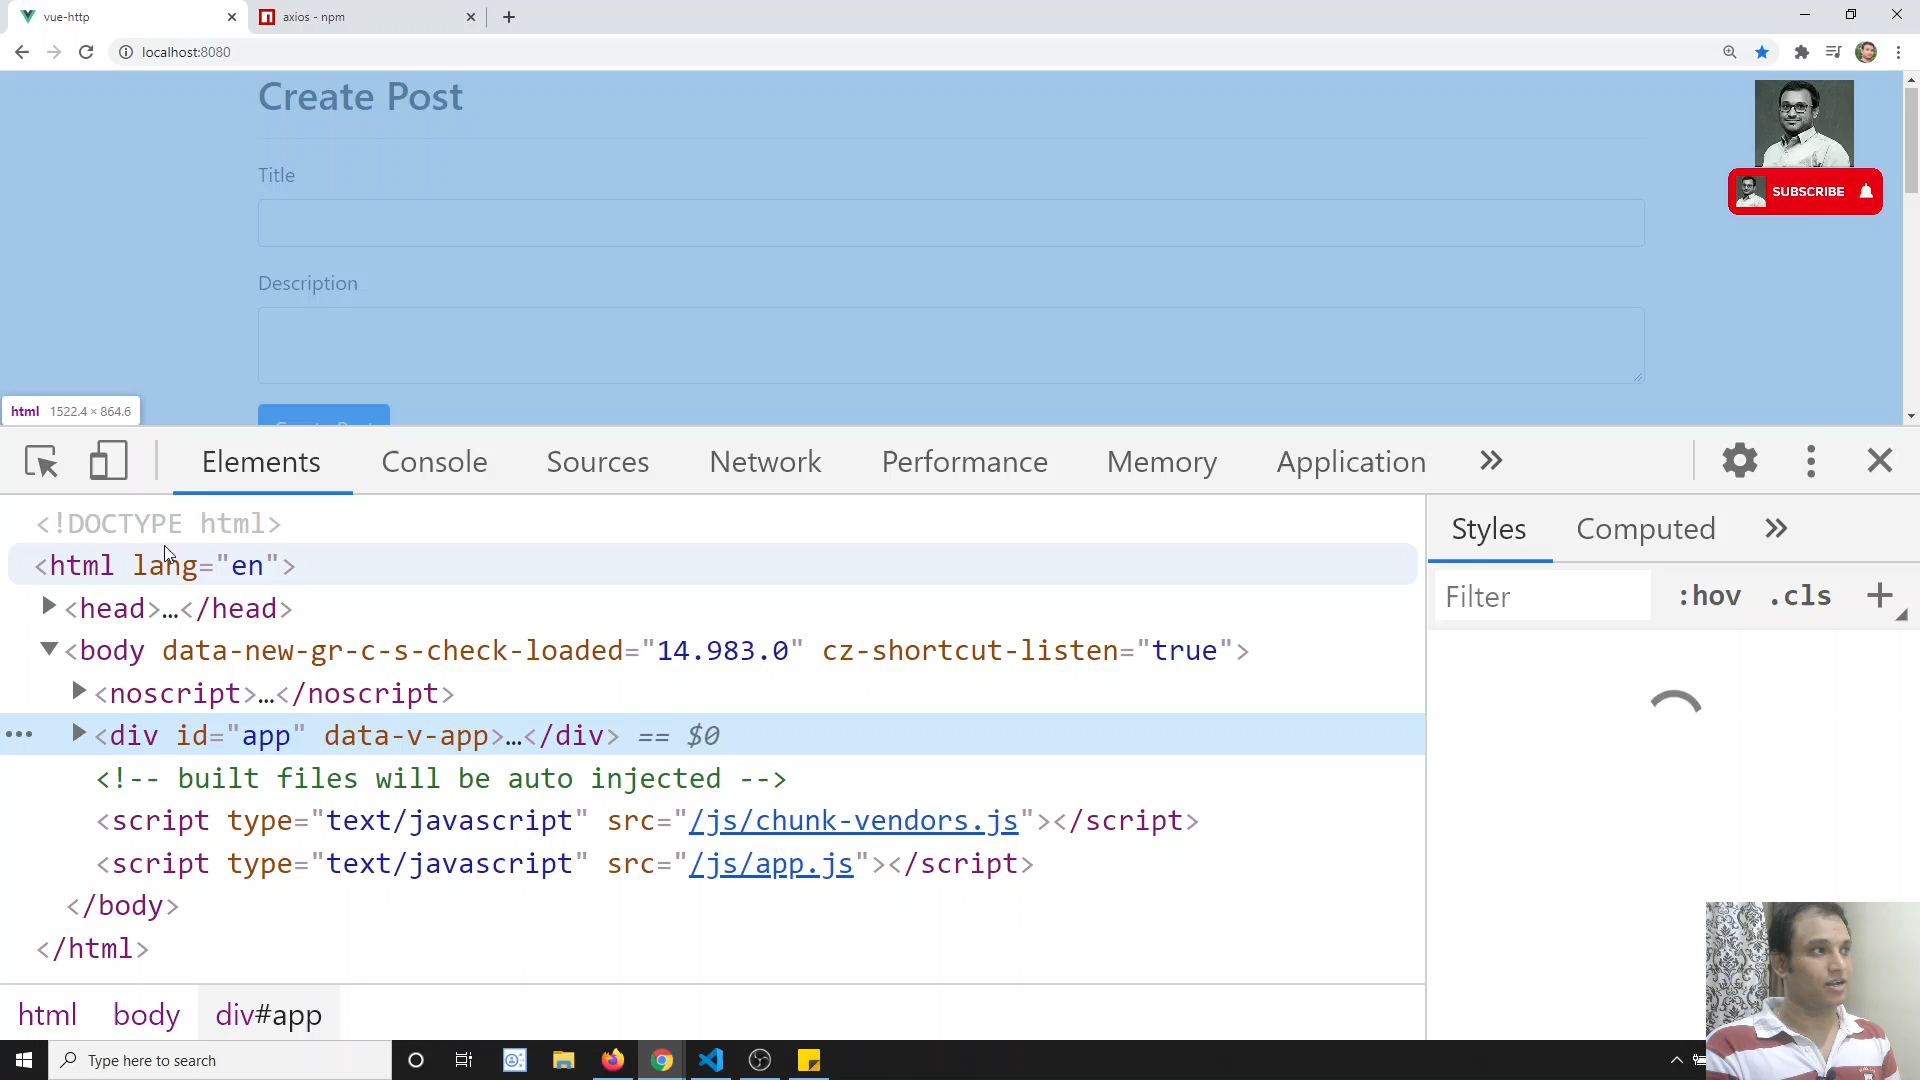 vue-http
axios - npm
localhost:8080
Create Post
Title
Description
SUBSCRIBE
html 1522.4 × 864.6
Elements Console Sources Network Performance Memory Application
<!DOCTYPE html>
<html lang="en">
<head>…</head>
<body data-new-gr-c-s-check-loaded="14.983.0" cz-shortcut-listen="true">
<noscript>…</noscript>
<div id="app" data-v-app>…</div> == $0
<!-- built files will be auto injected -->
<script type="text/javascript" src="/js/chunk-vendors.js"></script>
<script type="text/javascript" src="/js/app.js"></script>
</body>
</html>
Styles Computed
Filter :hov .cls
html body div#app
Type here to search